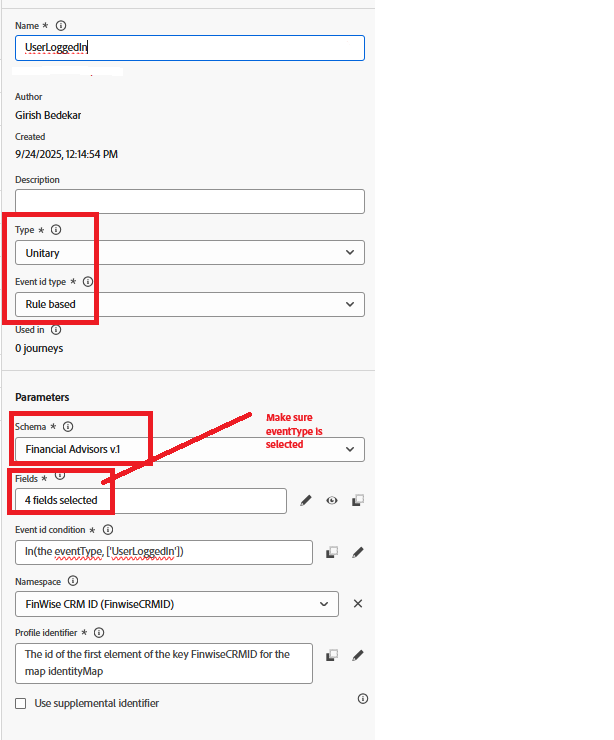 Name *
UserLoggedIn
Author
Girish Bedekar
Created
9/24/2025, 12:14:54 PM
Description
Type *
Unitary
Event id type *
Rule based
Used in
0 journeys
Parameters
Make sure
eventType is
selected
Schema *
Financial Advisors v.1
Fields *
4 fields selected
Event id condition *
In(the eventType, ['UserLoggedIn'])
Namespace
FinWise CRM ID (FinwiseCRMID)
Profile identifier *
The id of the first element of the key FinwiseCRMID for the
map identityMap
Use supplemental identifier